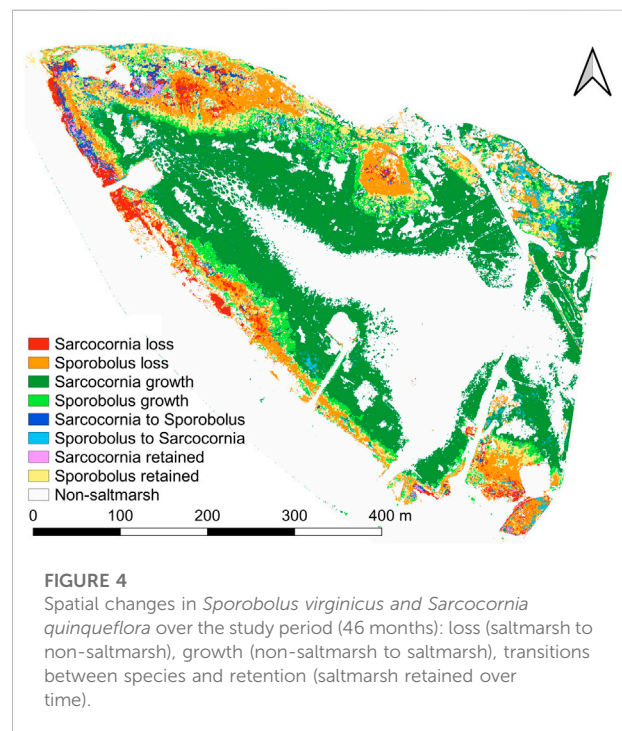 Sarcocornia loss
Sporobolus loss
Sarcocornia growth
Sporobolus growth
Sarcocornia to Sporobolus
Sporobolus to Sarcocornia
Sarcocornia retained
Sporobolus retained
Non-saltmarsh
0 100 200 300 400 m
FIGURE 4
Spatial changes in Sporobolus virginicus and Sarcocornia
quinqueflora over the study period (46 months): loss (saltmarsh to
non-saltmarsh), growth (non-saltmarsh to saltmarsh), transitions
between species and retention (saltmarsh retained over
time).